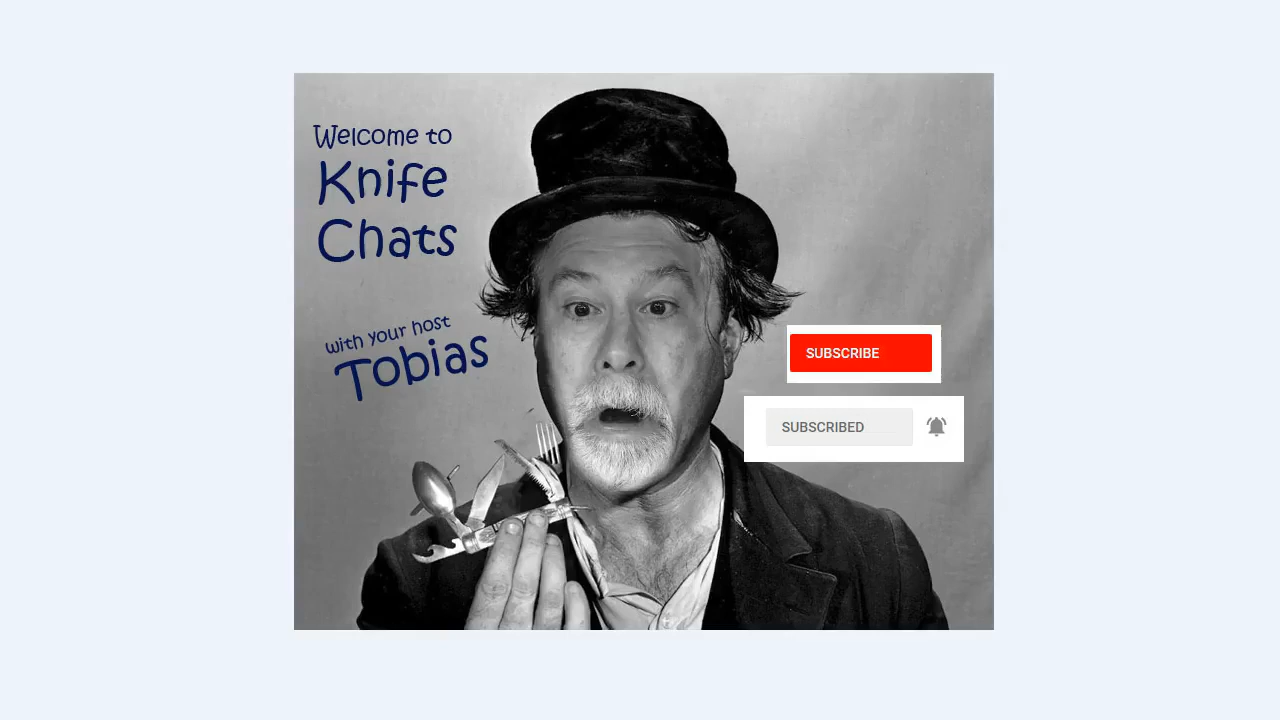 Welcome to
Knife
Chats
with your host
Tobias
SUBSCRIBE
SUBSCRIBED